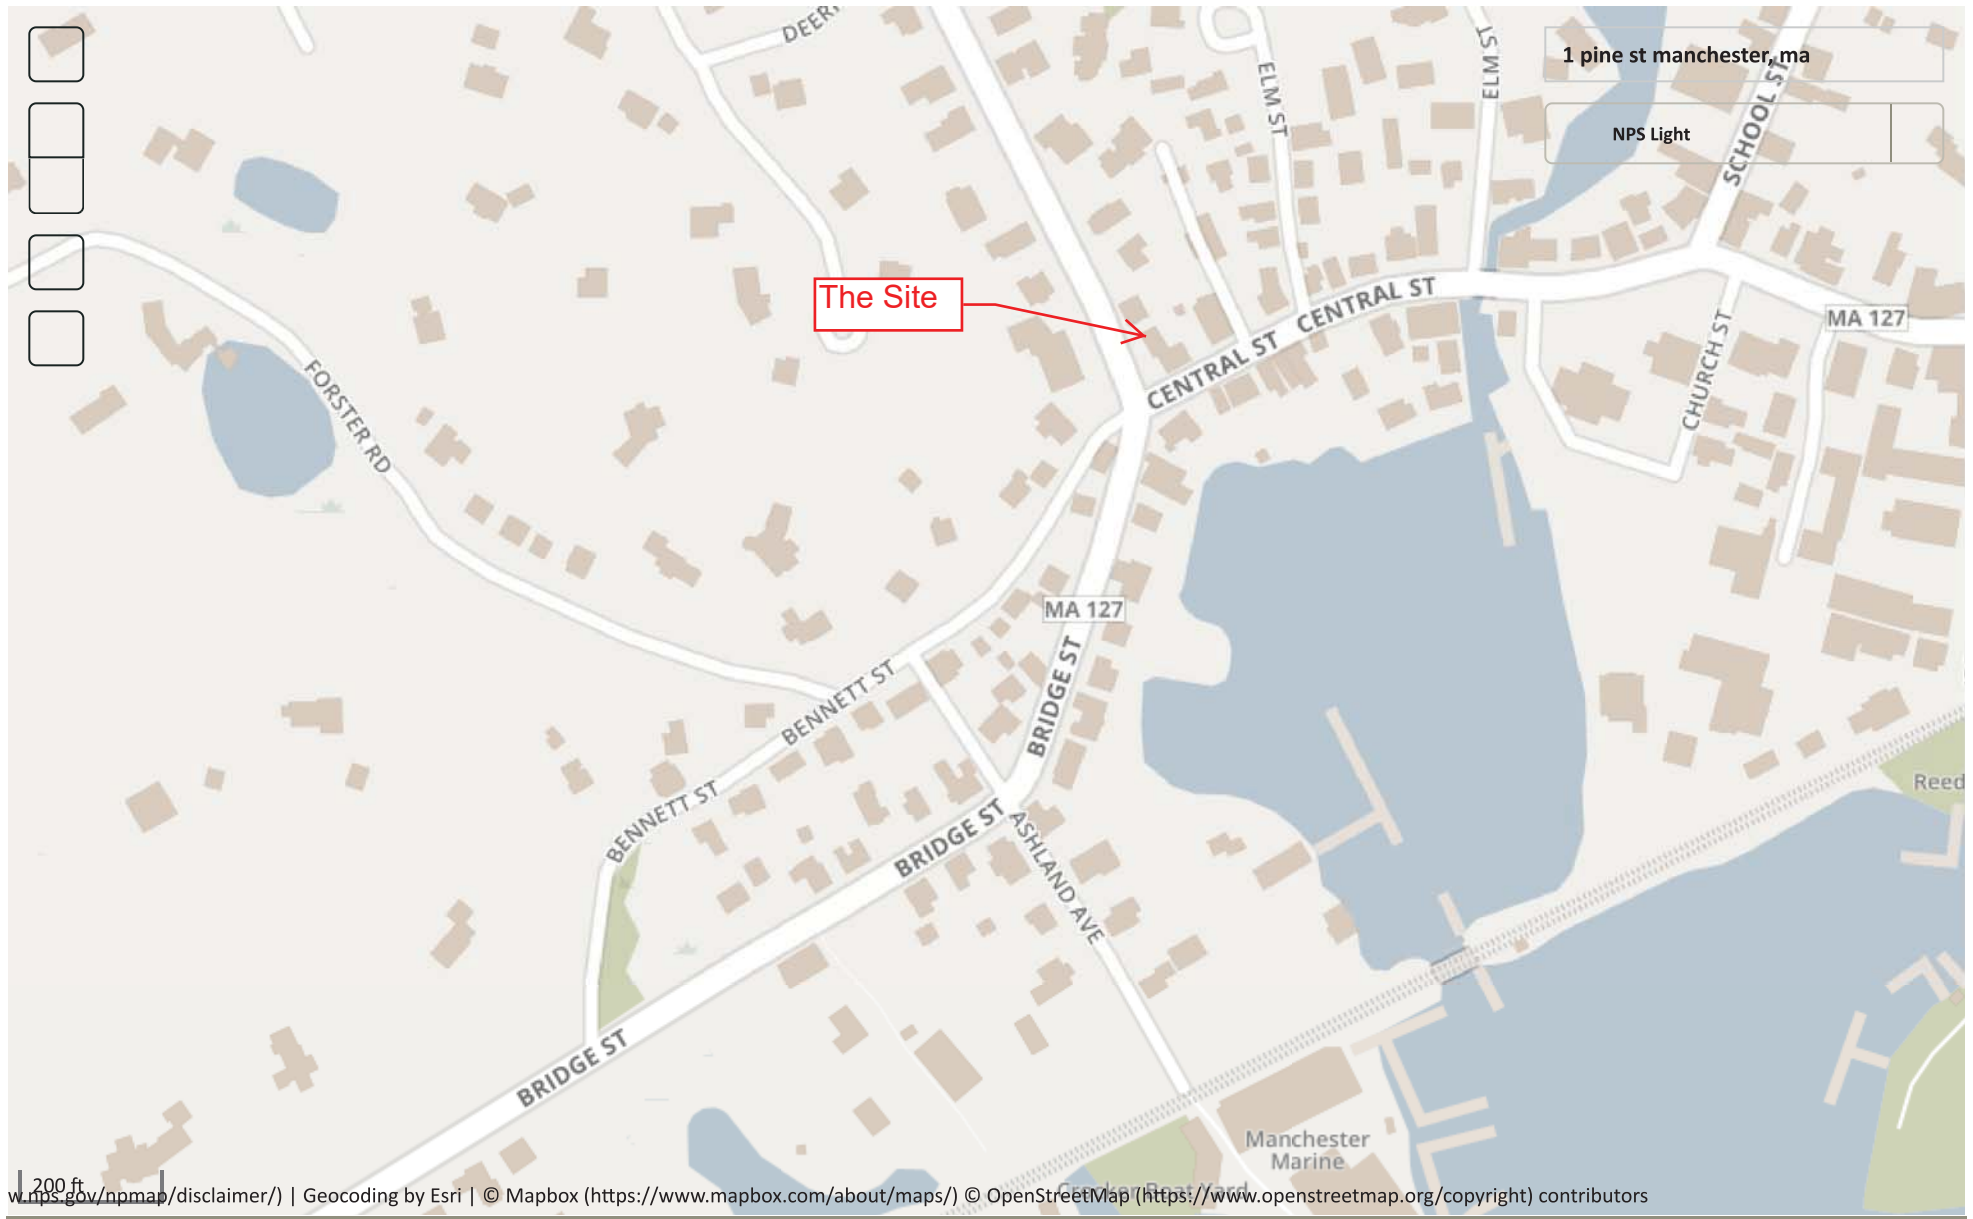 DEER
ELM ST
ELM ST
1 pine st manchester, ma
NPS Light
SCHOOL ST
The Site
CENTRAL ST
CENTRAL ST
MA 127
CHURCH ST
FORSTER RD
MA 127
BRIDGE ST
BENNETT ST
BENNETT ST
BRIDGE ST
ASHLAND AVE
Reed
BRIDGE ST
Manchester
Marine
Crocker Boat Yard
200 ft
w.nps.gov/npmap/disclaimer/) | Geocoding by Esri | © Mapbox (https://www.mapbox.com/about/maps/) © OpenStreetMap (https://www.openstreetmap.org/copyright) contributors